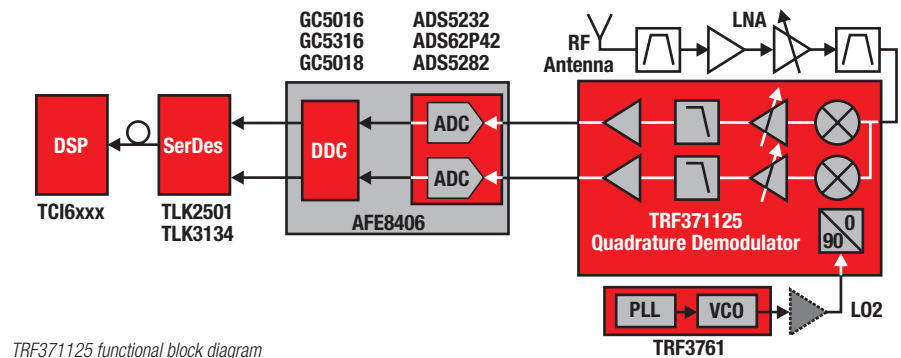 GC5016
GC5316
GC5018
ADS5232
ADS62P42
ADS5282
RF
Antenna
LNA
DSP
TCI6xxx
SerDes
TLK2501
TLK3134
DDC
ADC
ADC
AFE8406
TRF371125
Quadrature Demodulator
0
90
PLL
VCO
LO2
TRF3761
TRF371125 functional block diagram